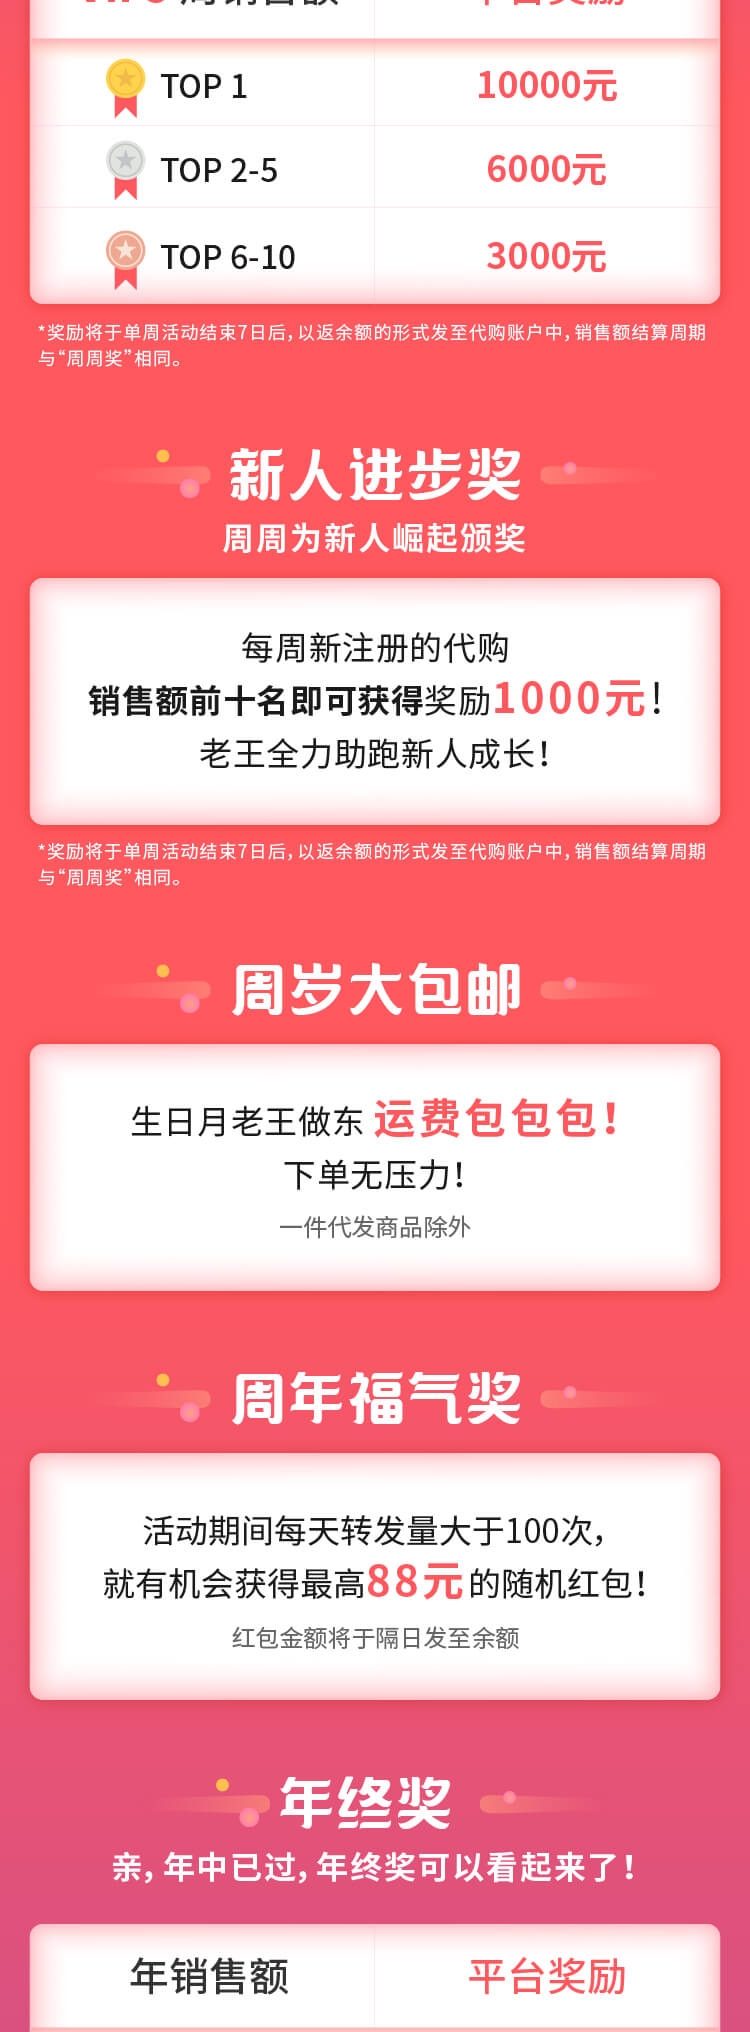 周销售额 平台奖励
TOP 1 10000元
TOP 2-5 6000元
TOP 6-10 3000元
*奖励将于单周活动结束7日后,以返余额的形式发至代购账户中,销售额结算周期
与“周周奖”相同。
新人进步奖
周周为新人崛起颁奖
每周新注册的代购
销售额前十名即可获得奖励1000元!
老王全力助跑新人成长!
*奖励将于单周活动结束7日后,以返余额的形式发至代购账户中,销售额结算周期
与“周周奖”相同。
周岁大包邮
生日月老王做东 运费包包包!
下单无压力!
一件代发商品除外
周年福气奖
活动期间每天转发量大于100次,
就有机会获得最高88元的随机红包!
红包金额将于隔日发至余额
年终奖
亲,年中已过,年终奖可以看起来了!
年销售额 平台奖励